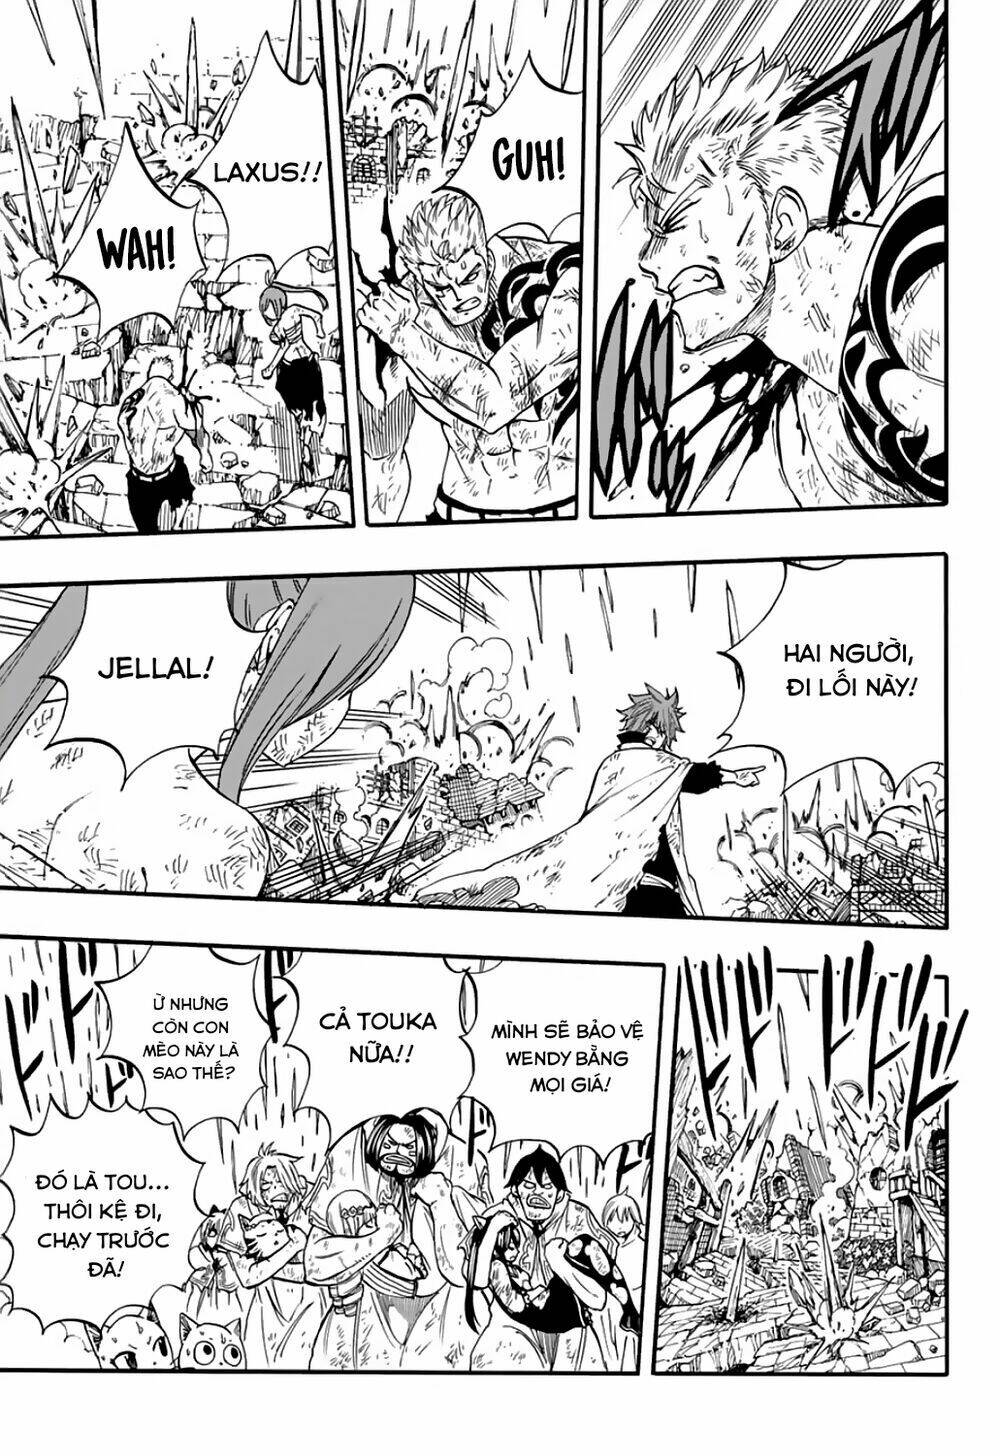 GUH!
LAXUS!!
WAH!
HAI NGƯỜI,
ĐI LỐI NÀY!
JELLAL!
MÌNH SẼ BẢO VỆ
WENDY BẰNG
MỌI GIÁ!
CẢ TOUKA
NỮA!!
Ừ NHƯNG
CÒN CON
MÈO NÀY LÀ
SAO THẾ?
ĐÓ LÀ TOU...
THÔI KỆ ĐI,
CHẠY TRƯỚC
ĐÃ!